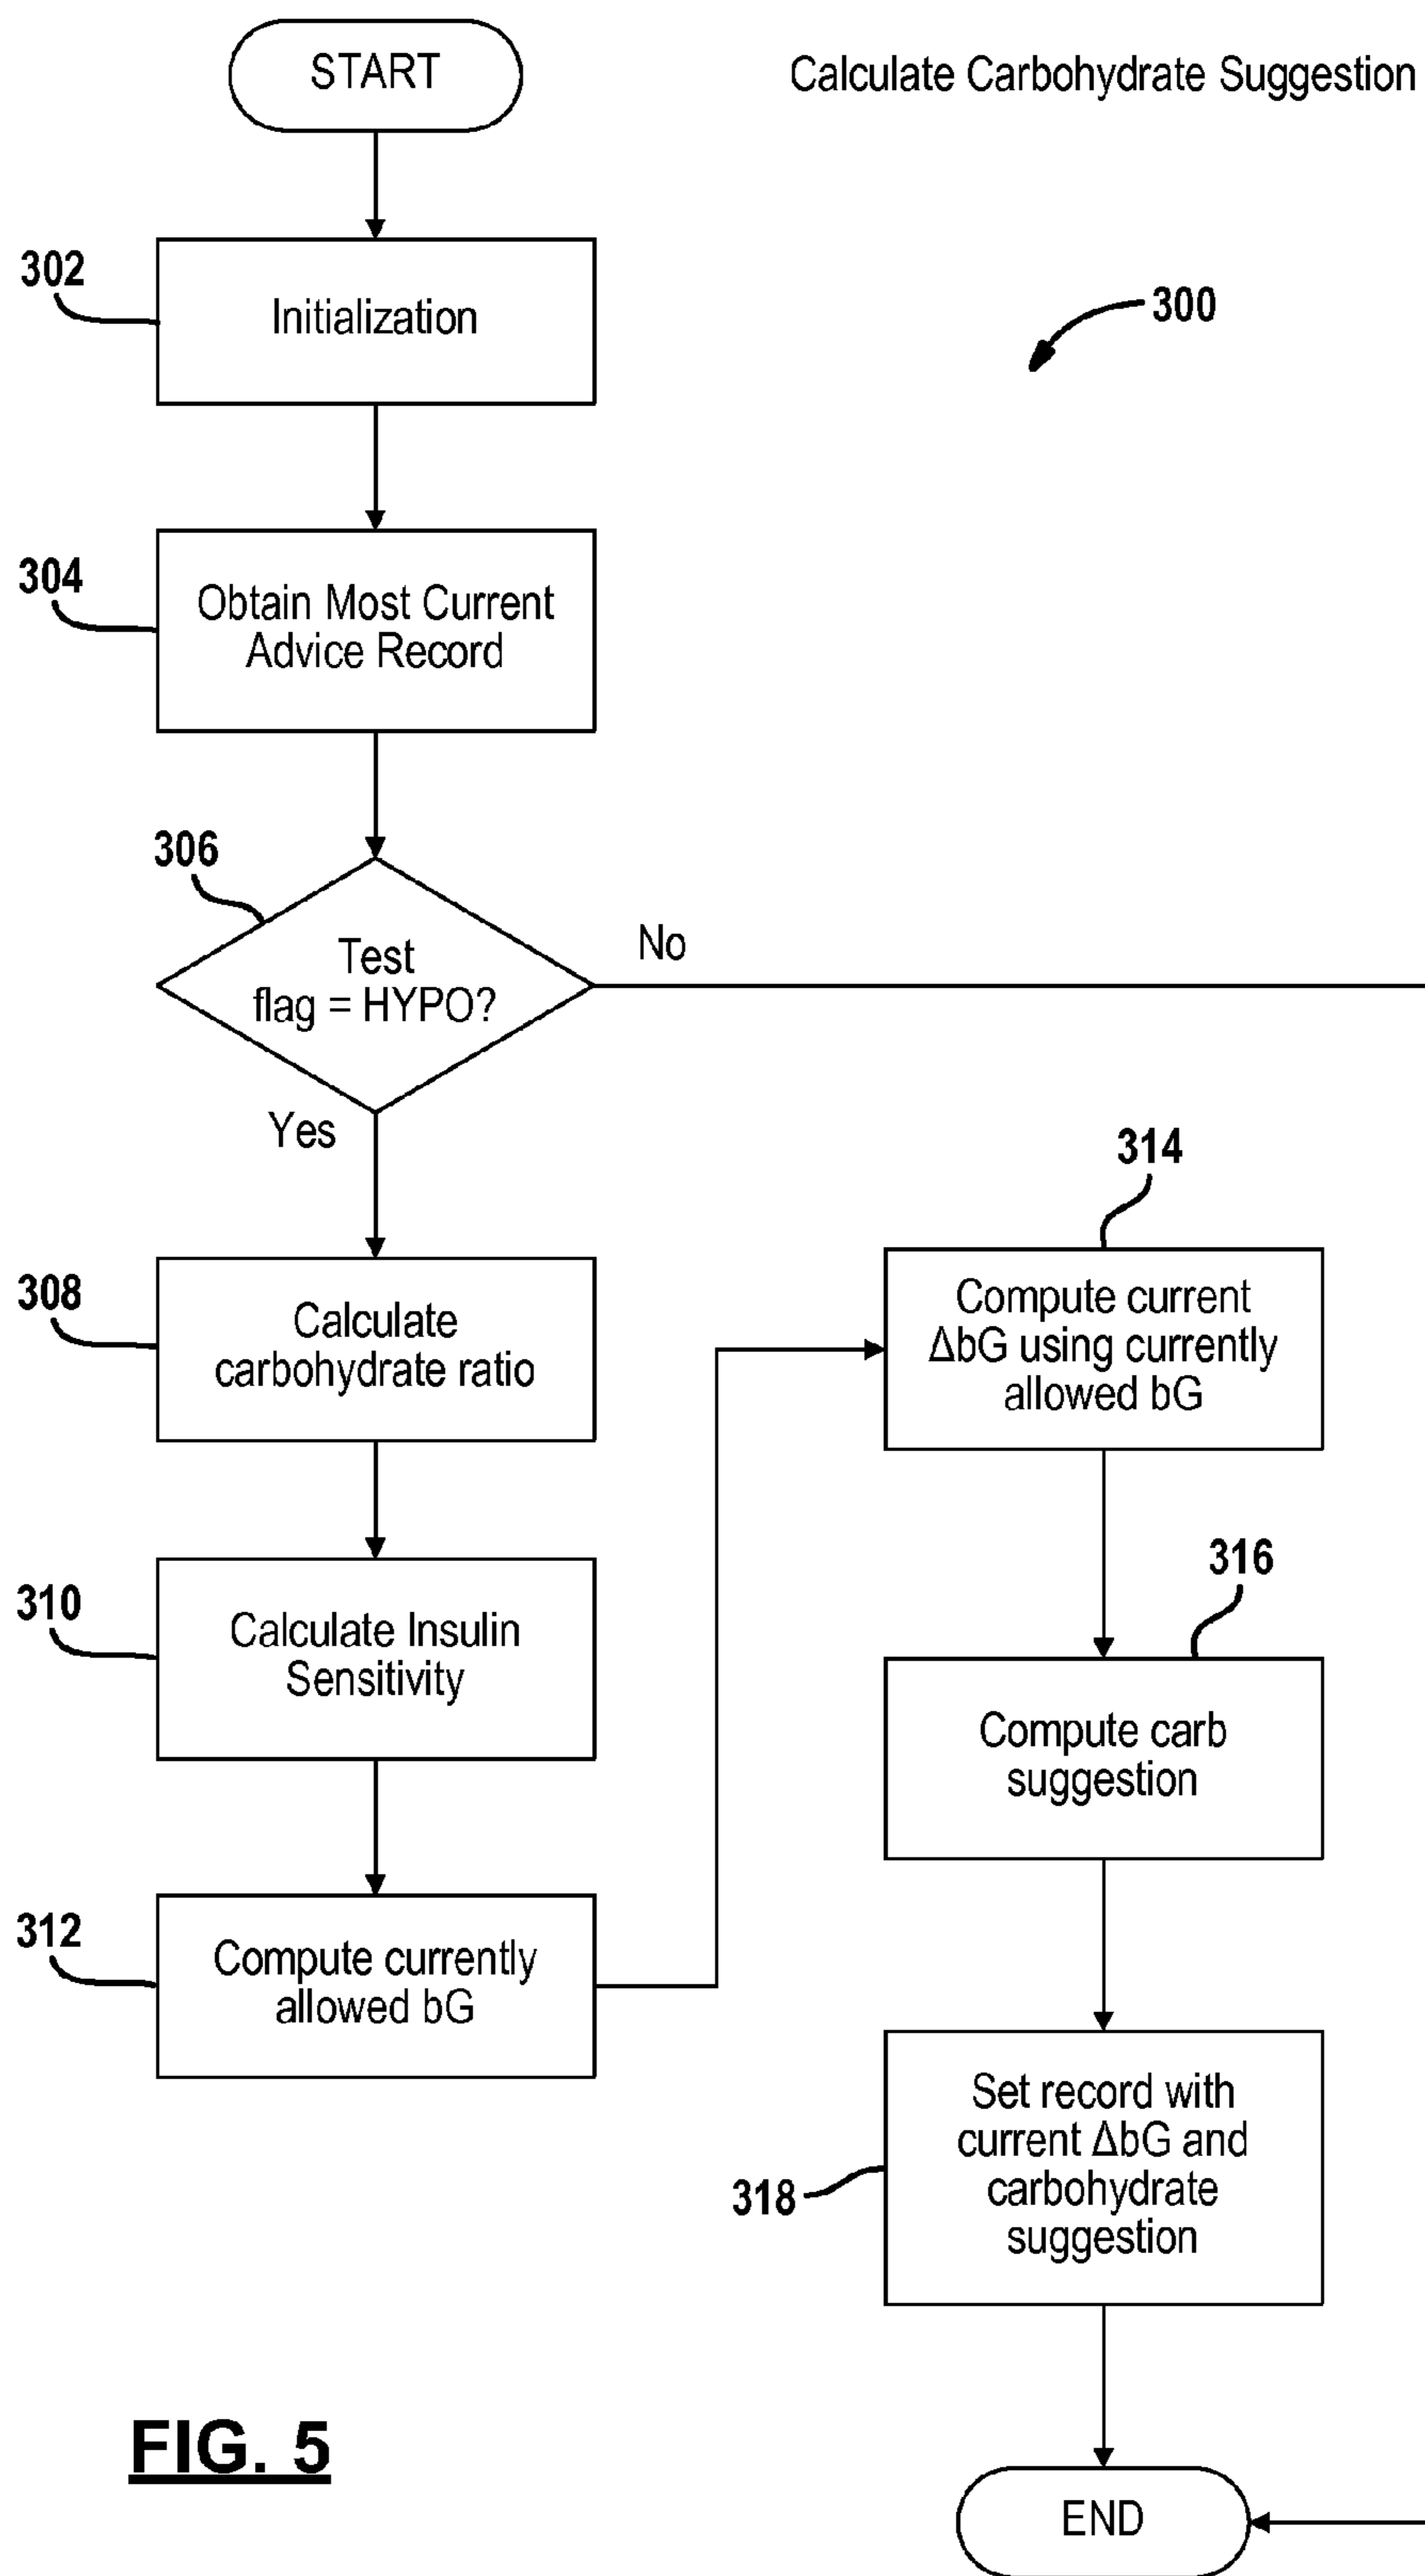 START
Calculate Carbohydrate Suggestion
302
Initialization
300
304
Obtain Most Current
Advice Record
306
Test
flag = HYPO?
No
Yes
308
Calculate
carbohydrate ratio
310
Calculate Insulin
Sensitivity
312
Compute currently
allowed bG
314
Compute current
ΔbG using currently
allowed bG
316
Compute carb
suggestion
318
Set record with
current ΔbG and
carbohydrate
suggestion
END
FIG. 5